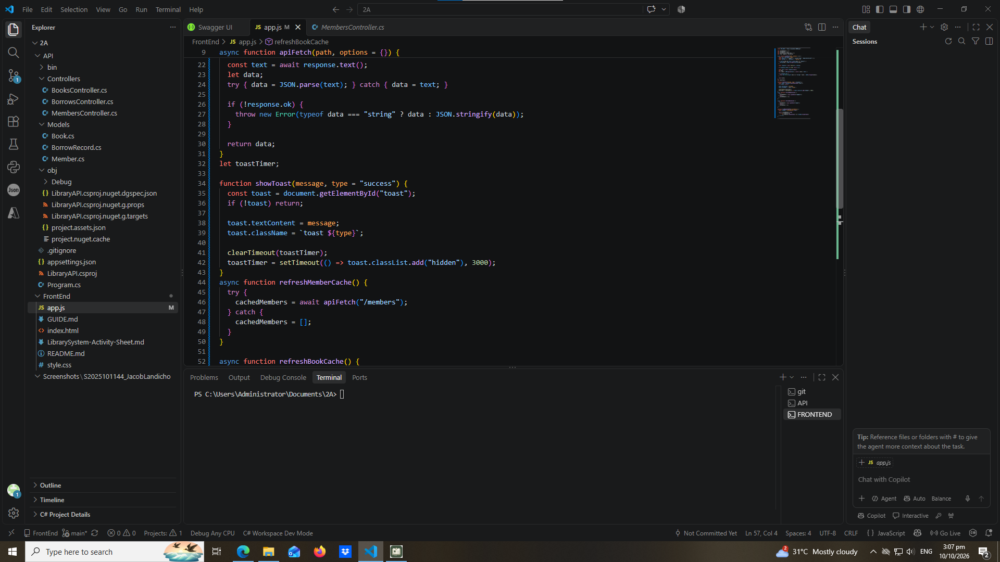 File Edit Selection View Go Run Terminal Help
2A
Explorer
2A
API
bin
Controllers
BooksController.cs
BorrowsController.cs
MembersController.cs
Models
Book.cs
BorrowRecord.cs
Member.cs
obj
Debug
LibraryAPI.csproj.nuget.dgspec.json
LibraryAPI.csproj.nuget.g.props
LibraryAPI.csproj.nuget.g.targets
project.assets.json
project.nuget.cache
.gitignore
appsettings.json
LibraryAPI.csproj
Program.cs
FrontEnd
JS app.js M
GUIDE.md
index.html
LibrarySystem-Activity-Sheet.md
README.md
style.css
Screenshots\S2025101144_JacobLandicho
Outline
Timeline
C# Project Details
Swagger UI JS app.js M MembersController.cs
FrontEnd > JS app.js > refreshBookCache
9 async function apiFetch(path, options = {}) {
22 const text = await response.text();
23 let data;
24 try { data = JSON.parse(text); } catch { data = text; }
25
26 if (!response.ok) {
27 throw new Error(typeof data === "string" ? data : JSON.stringify(data));
28 }
29
30 return data;
31 }
32 let toastTimer;
33
34 function showToast(message, type = "success") {
35 const toast = document.getElementById("toast");
36 if (!toast) return;
37
38 toast.textContent = message;
39 toast.className = `toast ${type}`;
40
41 clearTimeout(toastTimer);
42 toastTimer = setTimeout(() => toast.classList.add("hidden"), 3000);
43 }
44 async function refreshMemberCache() {
45 try {
46 cachedMembers = await apiFetch("/members");
47 } catch {
48 cachedMembers = [];
49 }
50 }
51
52 async function refreshBookCache() {
Problems Output Debug Console Terminal Ports
PS C:\Users\Administrator\Documents\2A>
git
API
FRONTEND
Chat
Sessions
Tip: Reference files or folders with # to give
the agent more context about the task.
JS app.js
Chat with Copilot
Agent Auto Balance
Copilot Interactive
FrontEnd main* 0 0 Projects: 1 Debug Any CPU C# Workspace Dev Mode
Not Committed Yet Ln 57, Col 4 Spaces: 4 UTF-8 CRLF {} JavaScript Go Live
Json
1
1
Type here to search
2
31°C Mostly cloudy
ENG
3:07 pm
10/10/2026
2